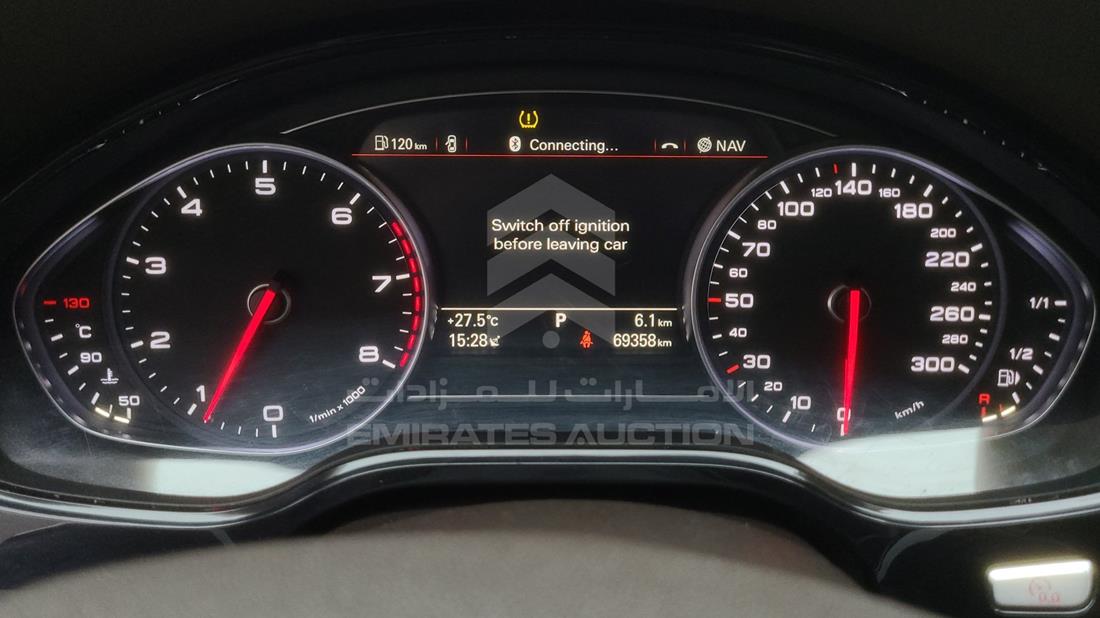 120 km Connecting... NAV
Switch off ignition
before leaving car
+27.5°C P 6.1 km
15:28 69358 km
130
°C
90
50
0 1 2 3 4 5 6 7 8
1/min x 1000
0 10 20 30 40 50 60 70 80 100 120 140 160 180 200 220 240 260 280 300
km/h
1/1
1/2
R
الإمارات للمزادات
EMIRATES AUCTION